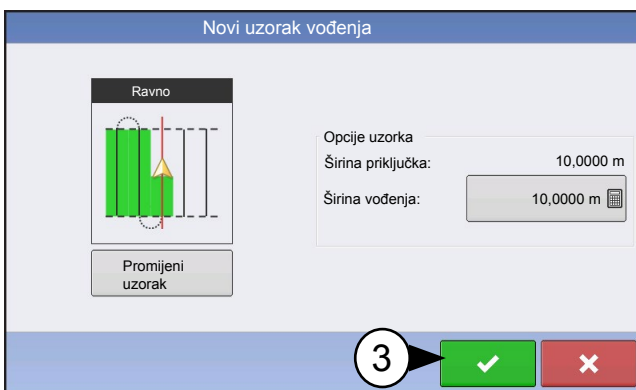 Novi uzorak vođenja
Ravno
Promijeni
uzorak
Opcije uzorka
Širina priključka: 10,0000 m
Širina vođenja: 10,0000 m
3